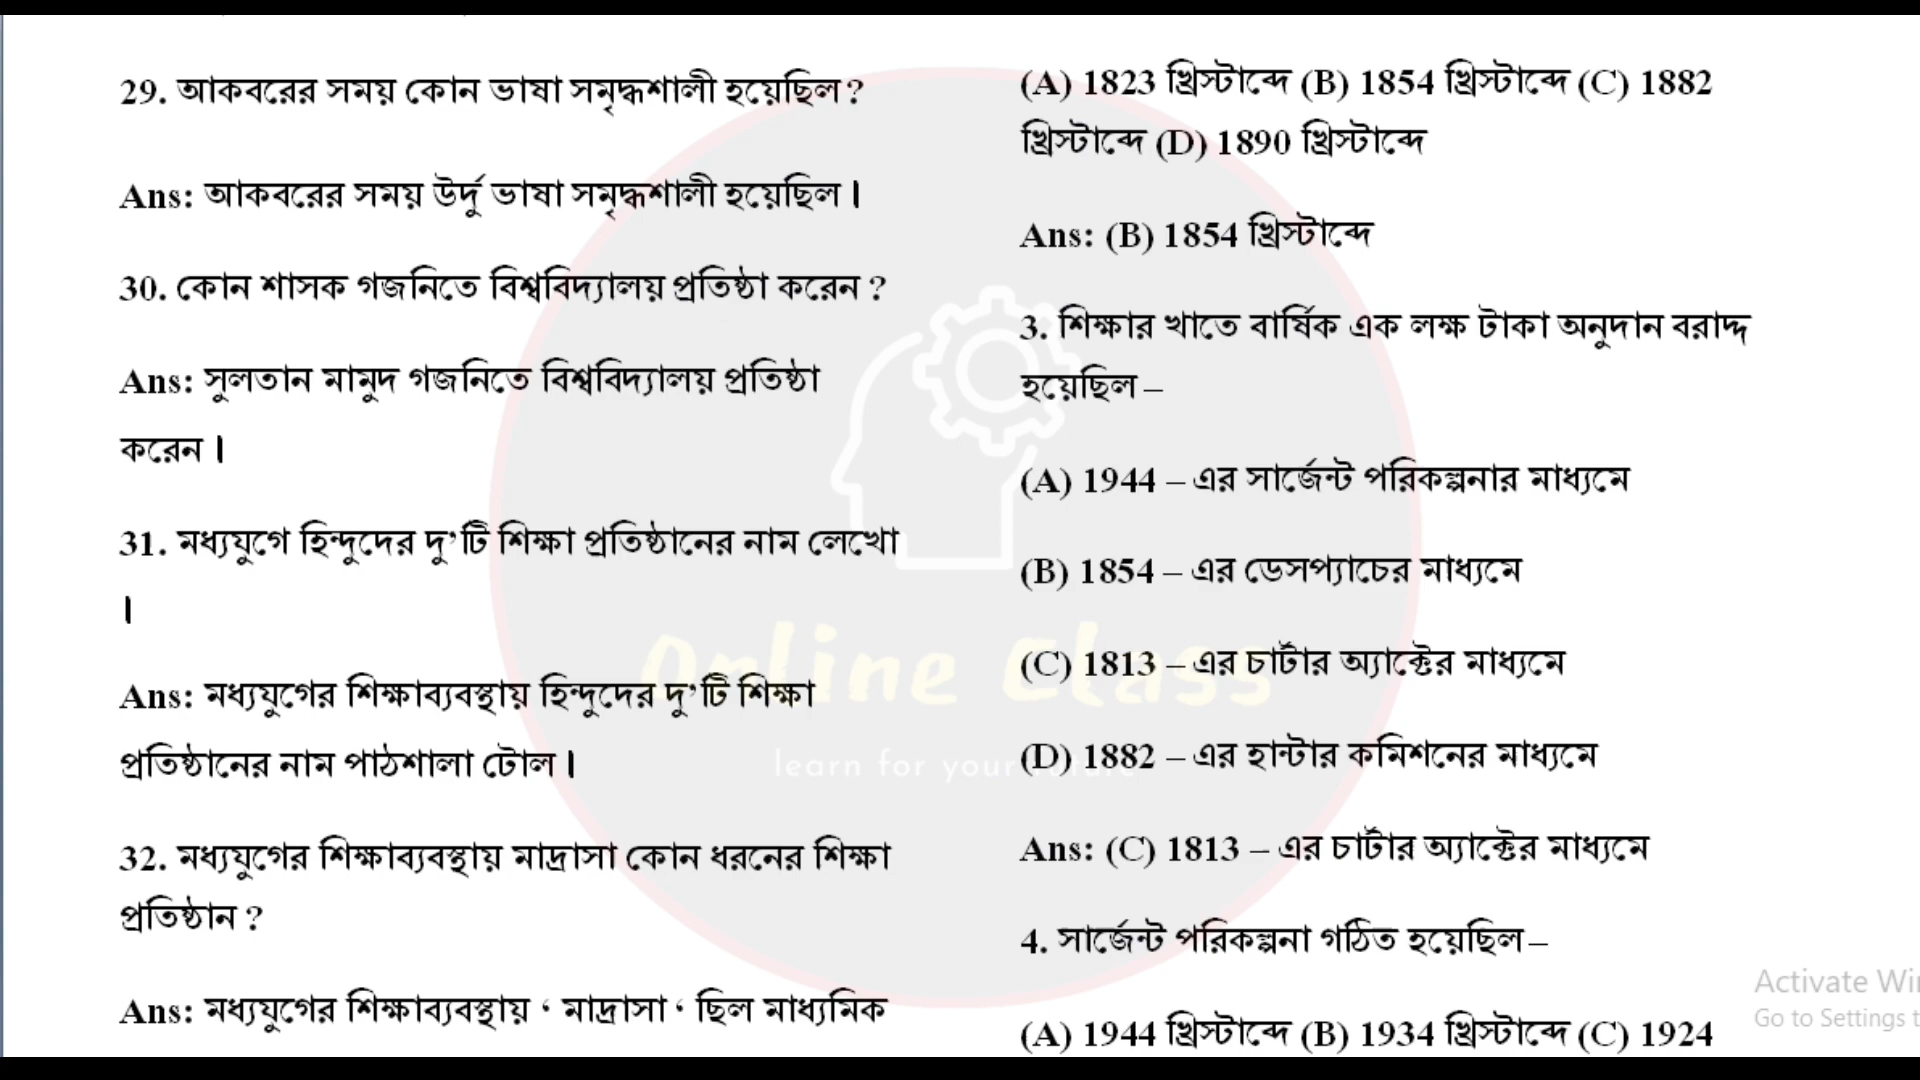 29. আকবরের সময় কোন ভাষা সমৃদ্ধশালী হয়েছিল ?
Ans: আকবরের সময় উর্দু ভাষা সমৃদ্ধশালী হয়েছিল ।
30. কোন শাসক গজনিতে বিশ্ববিদ্যালয় প্রতিষ্ঠা করেন ?
Ans: সুলতান মামুদ গজনিতে বিশ্ববিদ্যালয় প্রতিষ্ঠা
করেন ।
31. মধ্যযুগে হিন্দুদের দু’টি শিক্ষা প্রতিষ্ঠানের নাম লেখো
।
Ans: মধ্যযুগের শিক্ষাব্যবস্থায় হিন্দুদের দু’টি শিক্ষা
প্রতিষ্ঠানের নাম পাঠশালা টোল ।
32. মধ্যযুগের শিক্ষাব্যবস্থায় মাদ্রাসা কোন ধরনের শিক্ষা
প্রতিষ্ঠান ?
Ans: মধ্যযুগের শিক্ষাব্যবস্থায় ‘ মাদ্রাসা ‘ ছিল মাধ্যমিক
(A) 1823 খ্রিস্টাব্দে (B) 1854 খ্রিস্টাব্দে (C) 1882
খ্রিস্টাব্দে (D) 1890 খ্রিস্টাব্দে
Ans: (B) 1854 খ্রিস্টাব্দে
3. শিক্ষার খাতে বার্ষিক এক লক্ষ টাকা অনুদান বরাদ্দ
হয়েছিল –
(A) 1944 – এর সার্জেন্ট পরিকল্পনার মাধ্যমে
(B) 1854 – এর ডেসপ্যাচের মাধ্যমে
(C) 1813 – এর চার্টার অ্যাক্টের মাধ্যমে
(D) 1882 – এর হান্টার কমিশনের মাধ্যমে
Ans: (C) 1813 – এর চার্টার অ্যাক্টের মাধ্যমে
4. সার্জেন্ট পরিকল্পনা গঠিত হয়েছিল –
(A) 1944 খ্রিস্টাব্দে (B) 1934 খ্রিস্টাব্দে (C) 1924
Online Class
learn for your
Activate Wi
Go to Settings t